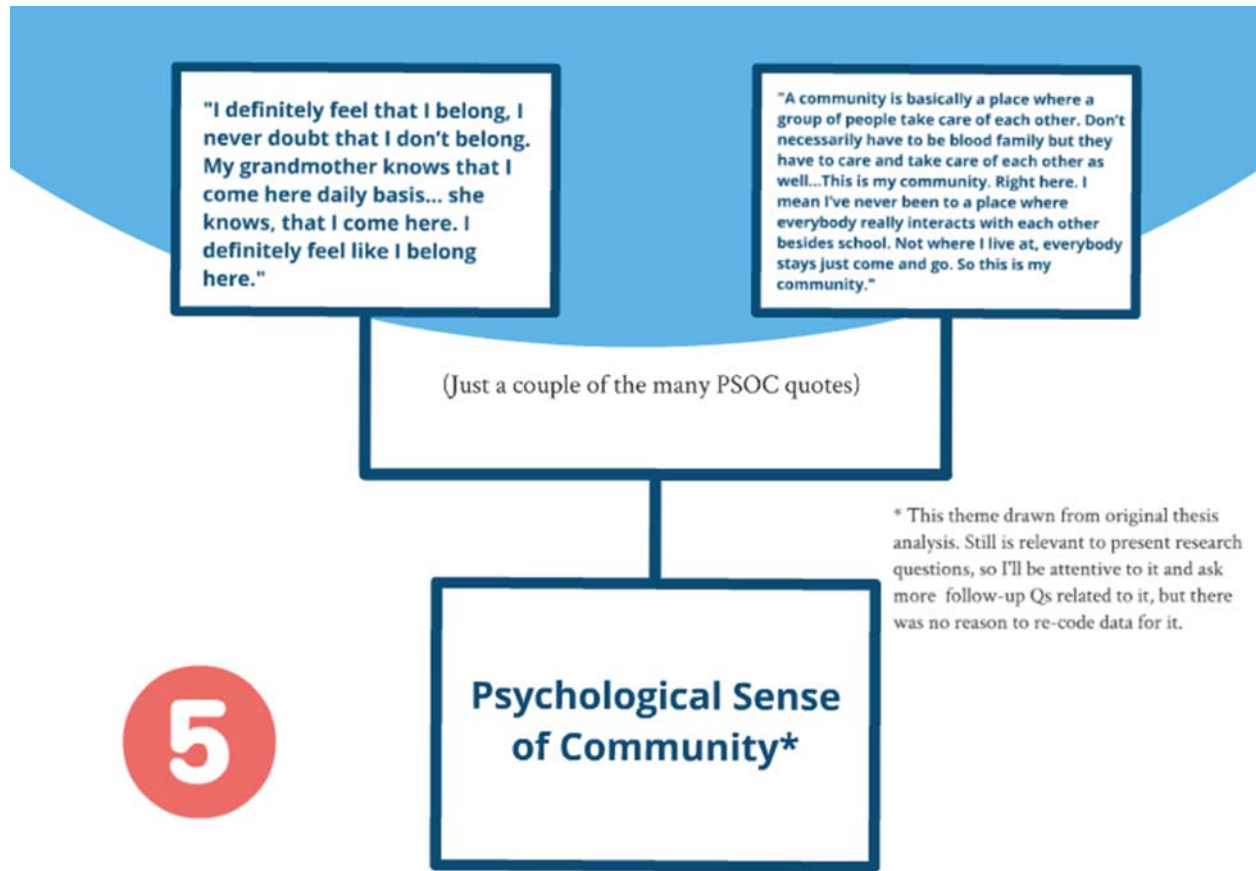 "I definitely feel that I belong, I
never doubt that I don't belong.
My grandmother knows that I
come here daily basis... she
knows, that I come here. I
definitely feel like I belong
here."
"A community is basically a place where a
group of people take care of each other. Don't
necessarily have to be blood family but they
have to care and take care of each other as
well...This is my community. Right here. I
mean I've never been to a place where
everybody really interacts with each other
besides school. Not where I live at, everybody
stays just come and go. So this is my
community."
(Just a couple of the many PSOC quotes)
* This theme drawn from original thesis
analysis. Still is relevant to present research
questions, so I'll be attentive to it and ask
more follow-up Qs related to it, but there
was no reason to re-code data for it.
Psychological Sense
of Community*
5